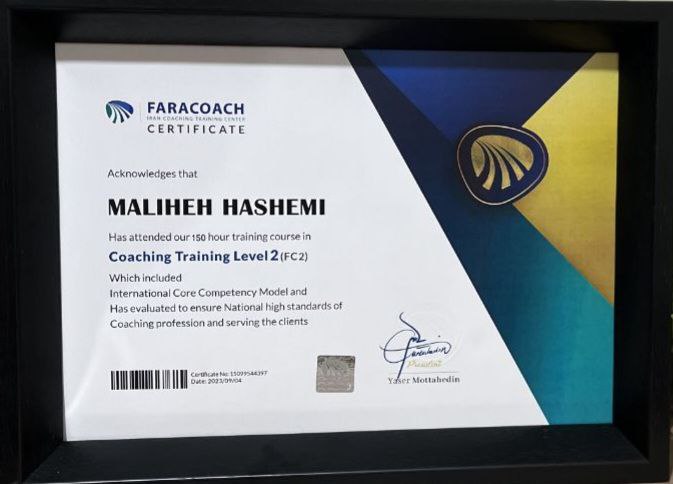 FARACOACH
IRAN COACHING TRAINING CENTER
CERTIFICATE
Acknowledges that
MALIHEH HASHEMI
Has attended our 150 hour training course in
Coaching Training Level 2 (FC2)
Which included
International Core Competency Model and
Has evaluated to ensure National high standards of
Coaching profession and serving the clients
Certificate No: 15099544397
Date: 2023/09/04
President
Yaser Mottahedin